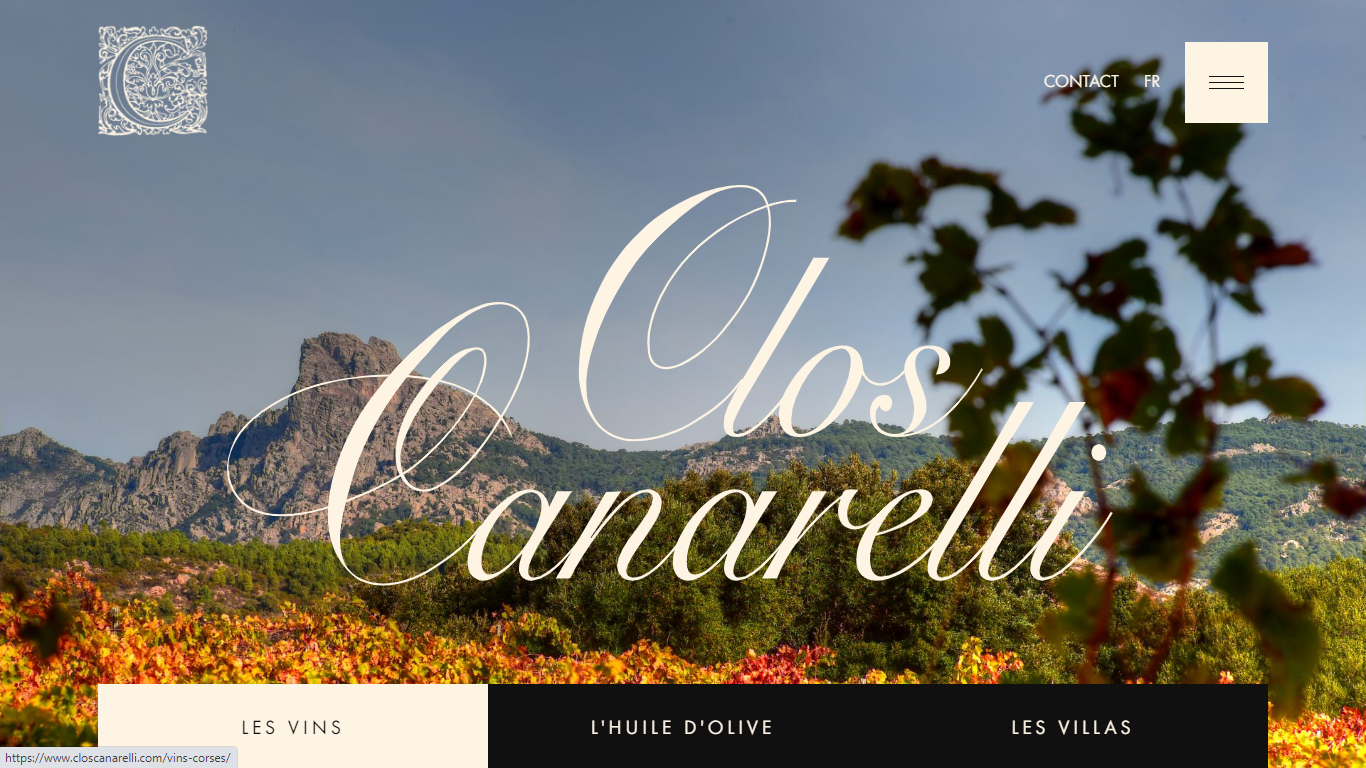 C
CONTACT FR
Clos
Canarelli
LES VINS L'HUILE D'OLIVE LES VILLAS
https://www.closcanarelli.com/vins-corses/